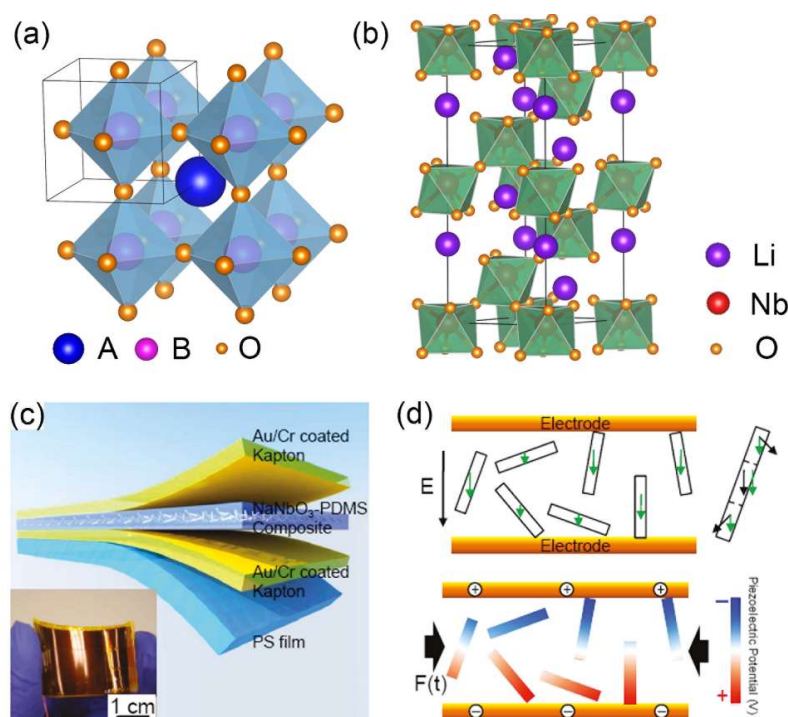 (a)
A B O
(b)
Li
Nb
O
(c)
Au/Cr coated
Kapton
NaNbO₃-PDMS
Composite
Au/Cr coated
Kapton
PS film
1 cm
(d)
Electrode
m
Electrode
+ + +
F(t)
− − −
−
+
Piezoelectric Potential (V)